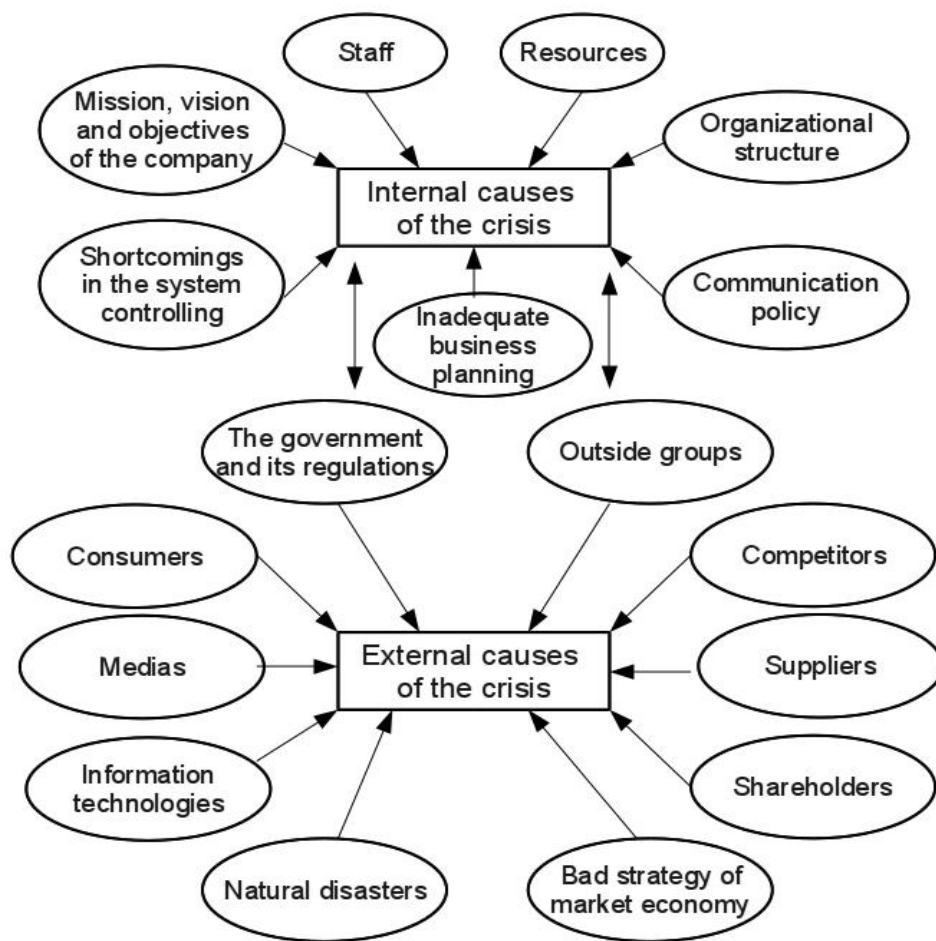 Staff
Resources
Mission, vision
and objectives
of the company
Organizational
structure
Internal causes
of the crisis
Shortcomings
in the system
controlling
Communication
policy
Inadequate
business
planning
The government
and its regulations
Outside groups
Consumers
Competitors
External causes
of the crisis
Medias
Suppliers
Information
technologies
Shareholders
Natural disasters
Bad strategy of
market economy